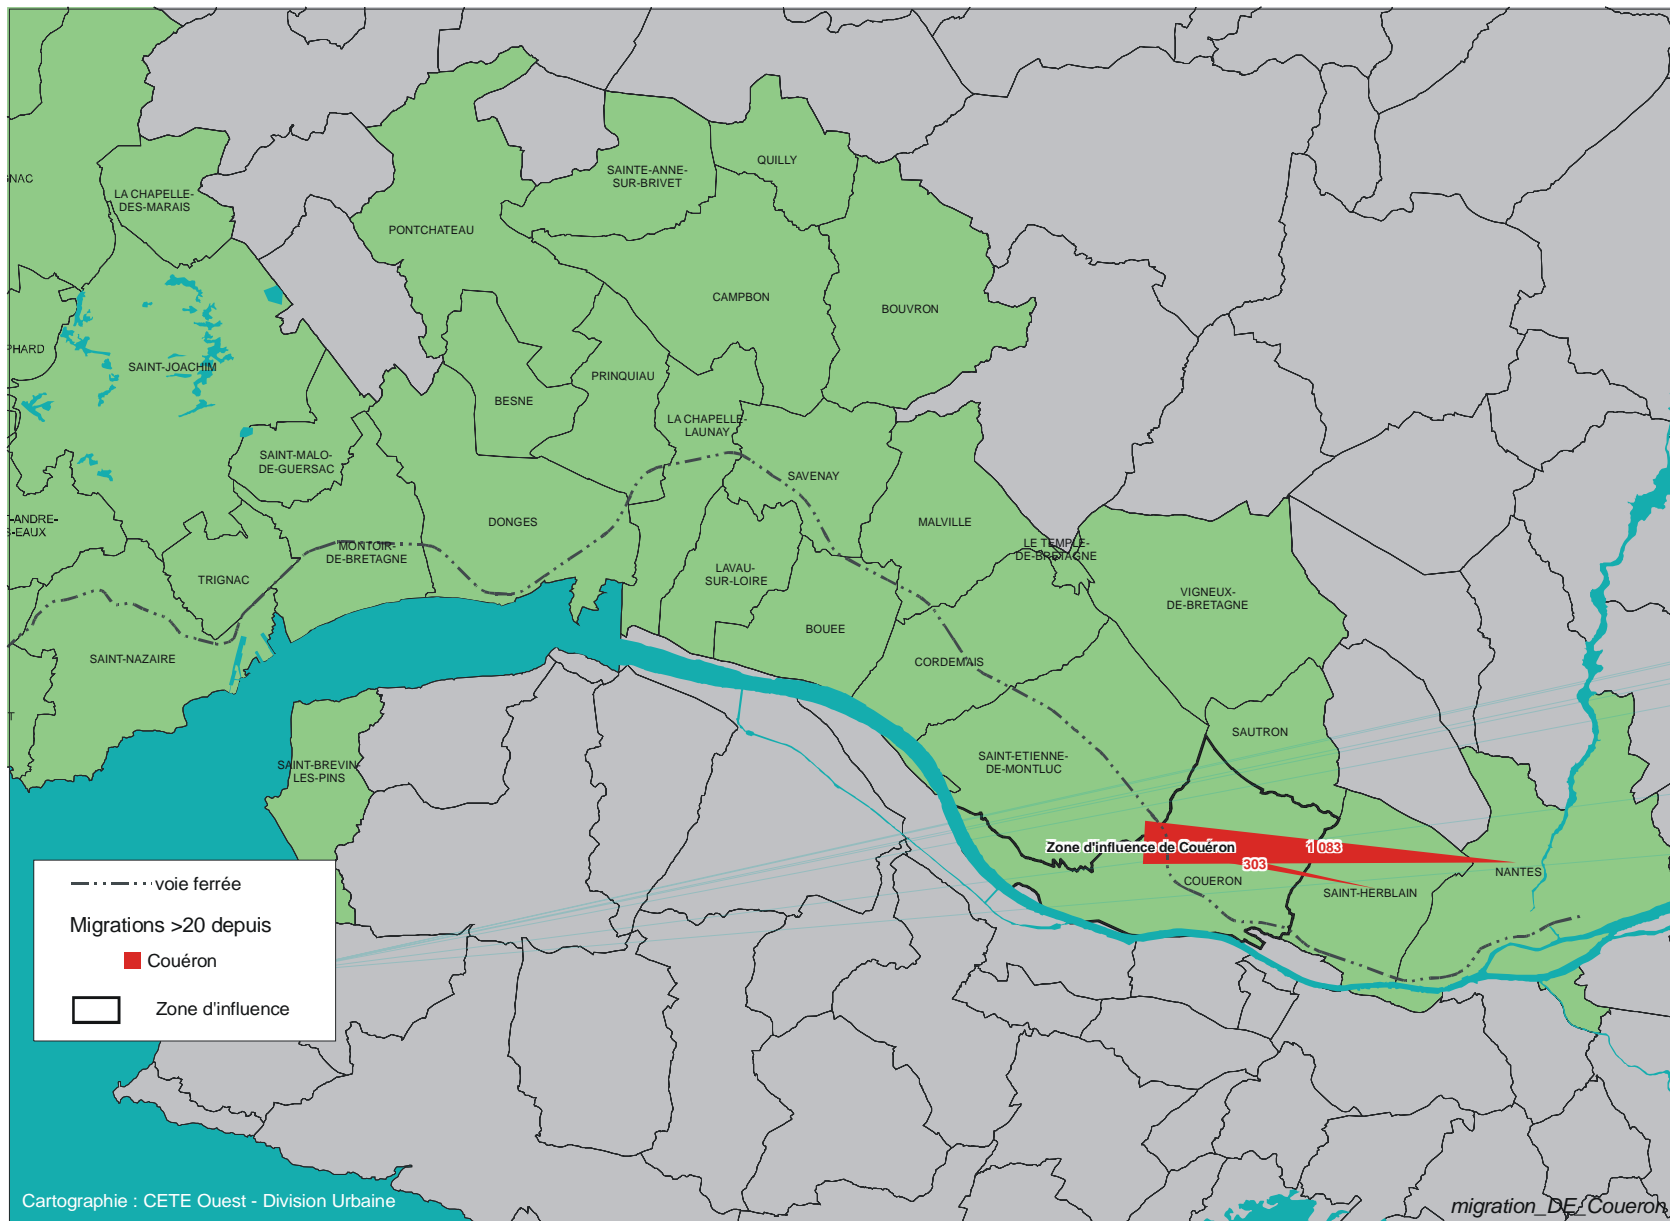 GNAC
LA CHAPELLE-
DES-MARAIS
PONTCHATEAU
SAINTE-ANNE-
SUR-BRIVET
QUILLY
CAMPBON
BOUVRON
PHARD
SAINT-JOACHIM
BESNE
PRINQUIAU
LA CHAPELLE-
LAUNAY
SAINT-MALO-
DE-GUERSAC
SAVENAY
T-ANDRE-
S-EAUX
DONGES
MALVILLE
MONTOIR-
DE-BRETAGNE
LE TEMPLE-
DE-BRETAGNE
TRIGNAC
LAVAU-
SUR-LOIRE
VIGNEUX-
DE-BRETAGNE
BOUEE
SAINT-NAZAIRE
CORDEMAIS
T
SAUTRON
SAINT-BREVIN-
LES-PINS
SAINT-ETIENNE-
DE-MONTLUC
Zone d'influence de Couéron
1 083
303
COUERON
SAINT-HERBLAIN
NANTES
voie ferrée
Migrations >20 depuis
Couéron
Zone d'influence
Cartographie : CETE Ouest - Division Urbaine
migration_DE_Coueron